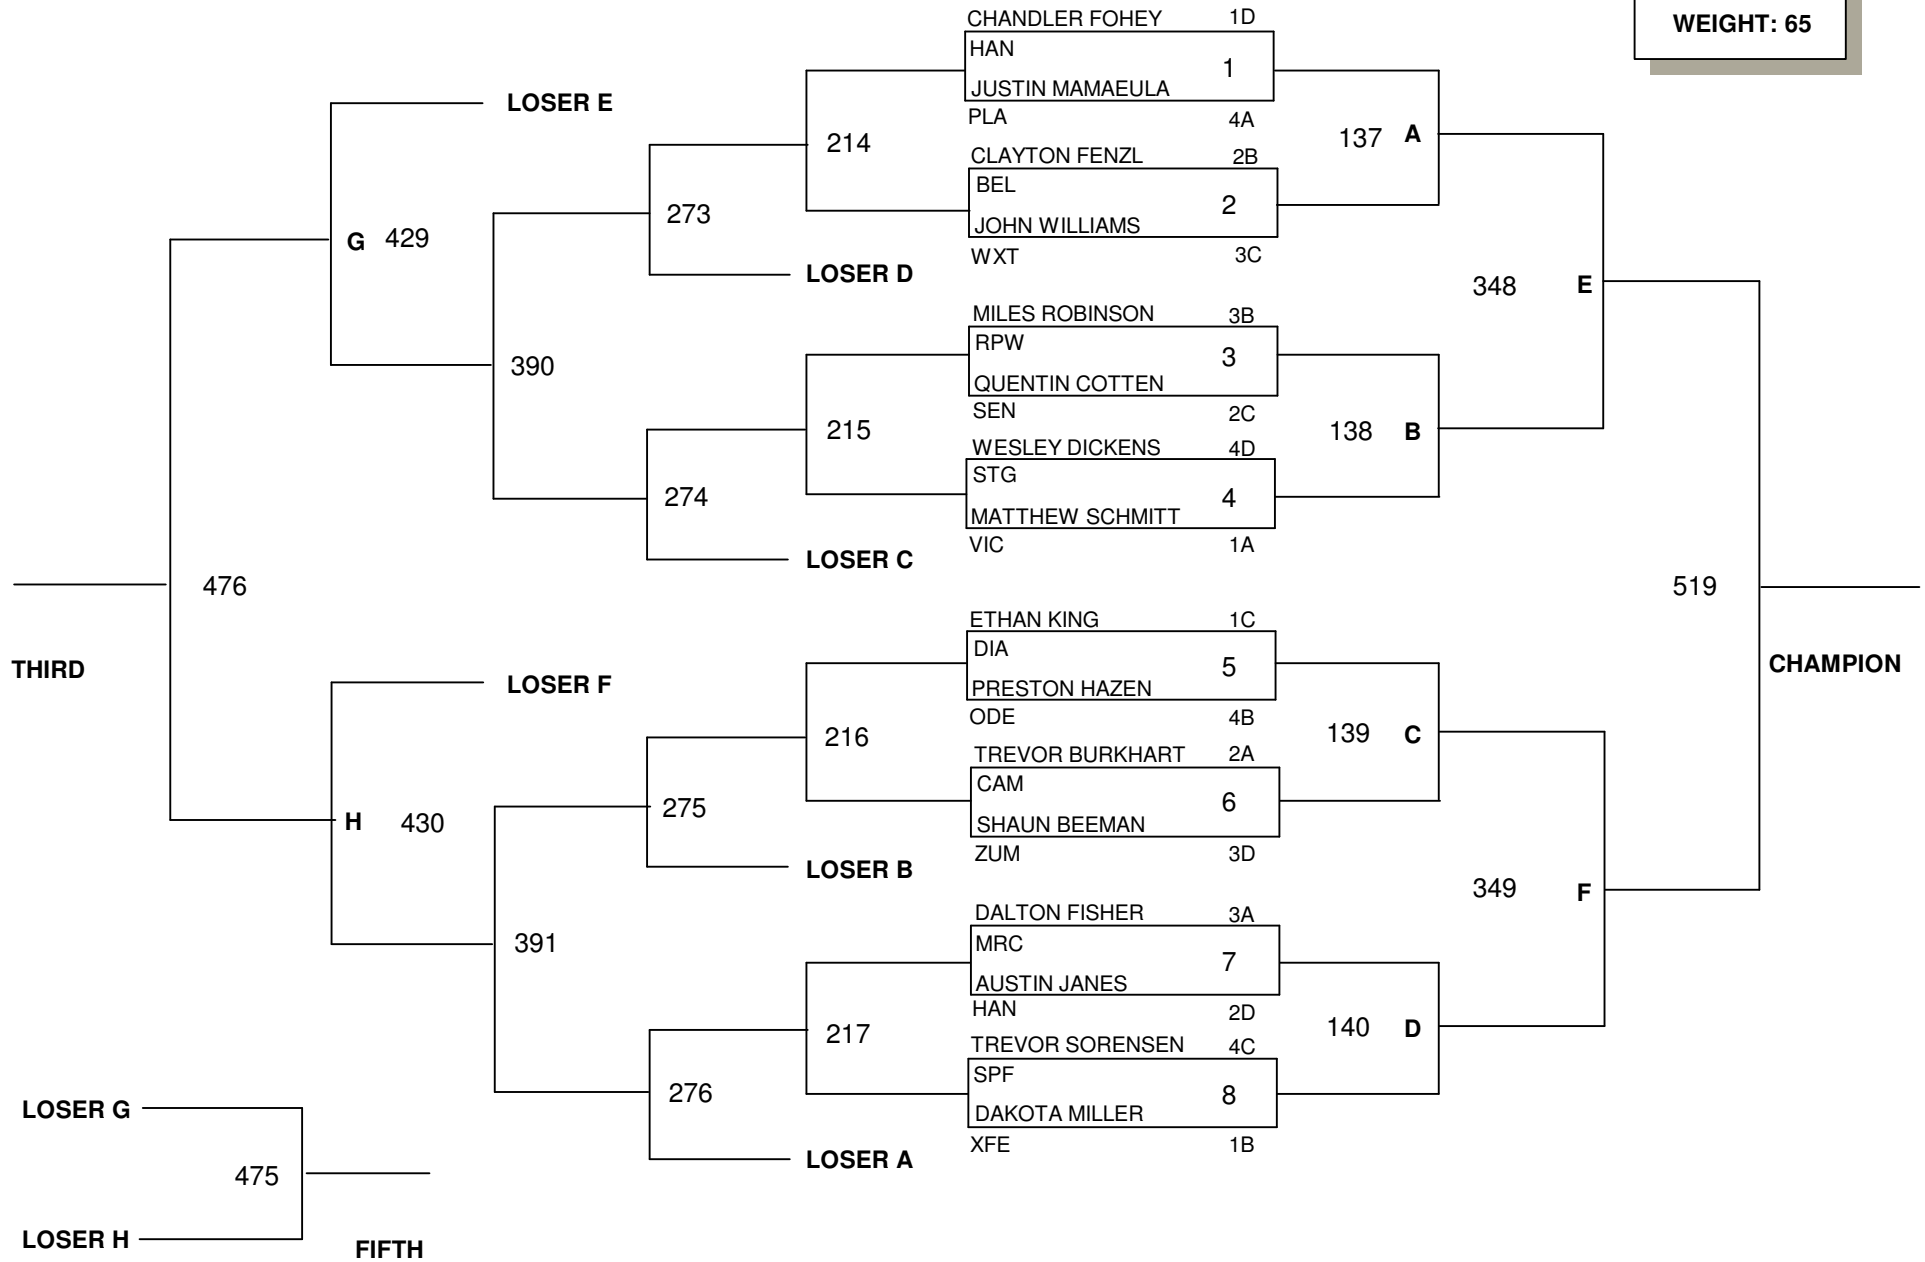 WEIGHT: 65
CHANDLER FOHEY 1D
HAN
1
JUSTIN MAMAEULA
PLA 4A
CLAYTON FENZL 2B
BEL
2
JOHN WILLIAMS
WXT 3C
MILES ROBINSON 3B
RPW
3
QUENTIN COTTEN
SEN 2C
WESLEY DICKENS 4D
STG
4
MATTHEW SCHMITT
VIC 1A
ETHAN KING 1C
DIA
5
PRESTON HAZEN
ODE 4B
TREVOR BURKHART 2A
CAM
6
SHAUN BEEMAN
ZUM 3D
DALTON FISHER 3A
MRC
7
AUSTIN JANES
HAN 2D
TREVOR SORENSEN 4C
SPF
8
DAKOTA MILLER
XFE 1B
137 A
138 B
139 C
140 D
348 E
349 F
519
CHAMPION
214
215
216
217
273
LOSER D
274
LOSER C
275
LOSER B
276
LOSER A
390
391
LOSER E
G 429
LOSER F
H 430
476
THIRD
LOSER G
475
LOSER H
FIFTH